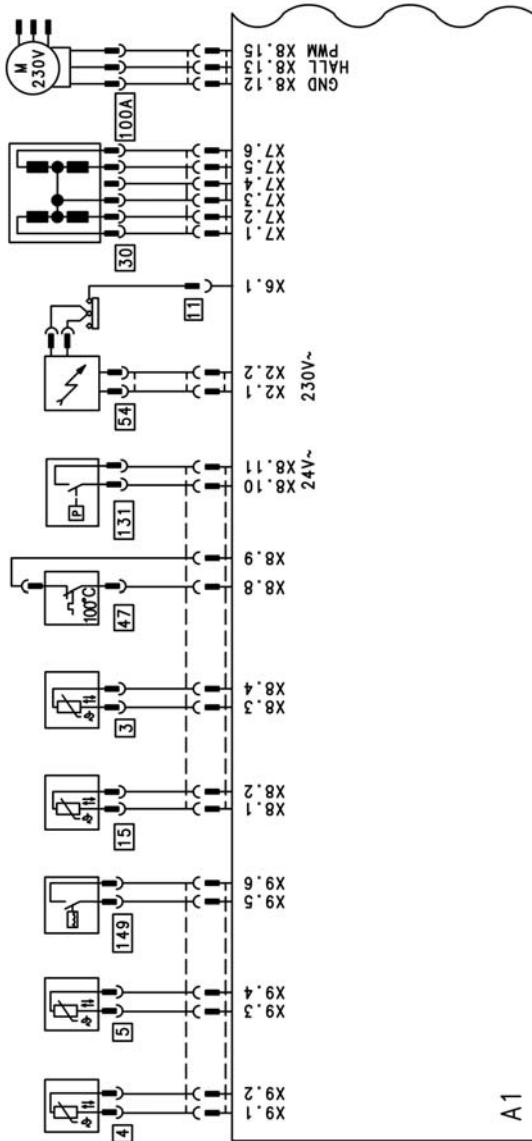 M
230V
X8.15 PWM
X8.13 HALL
X8.12 GND
100A
X7.6
X7.5
X7.4
X7.3
X7.2
X7.1
30
X6.1
11
X2.2
X2.1
230V~
54
X8.11
X8.10
24V~
P
131
X8.9
X8.8
100°C
47
X8.4
X8.3
3
X8.2
X8.1
15
X9.6
X9.5
149
X9.4
X9.3
5
X9.2
X9.1
4
A1